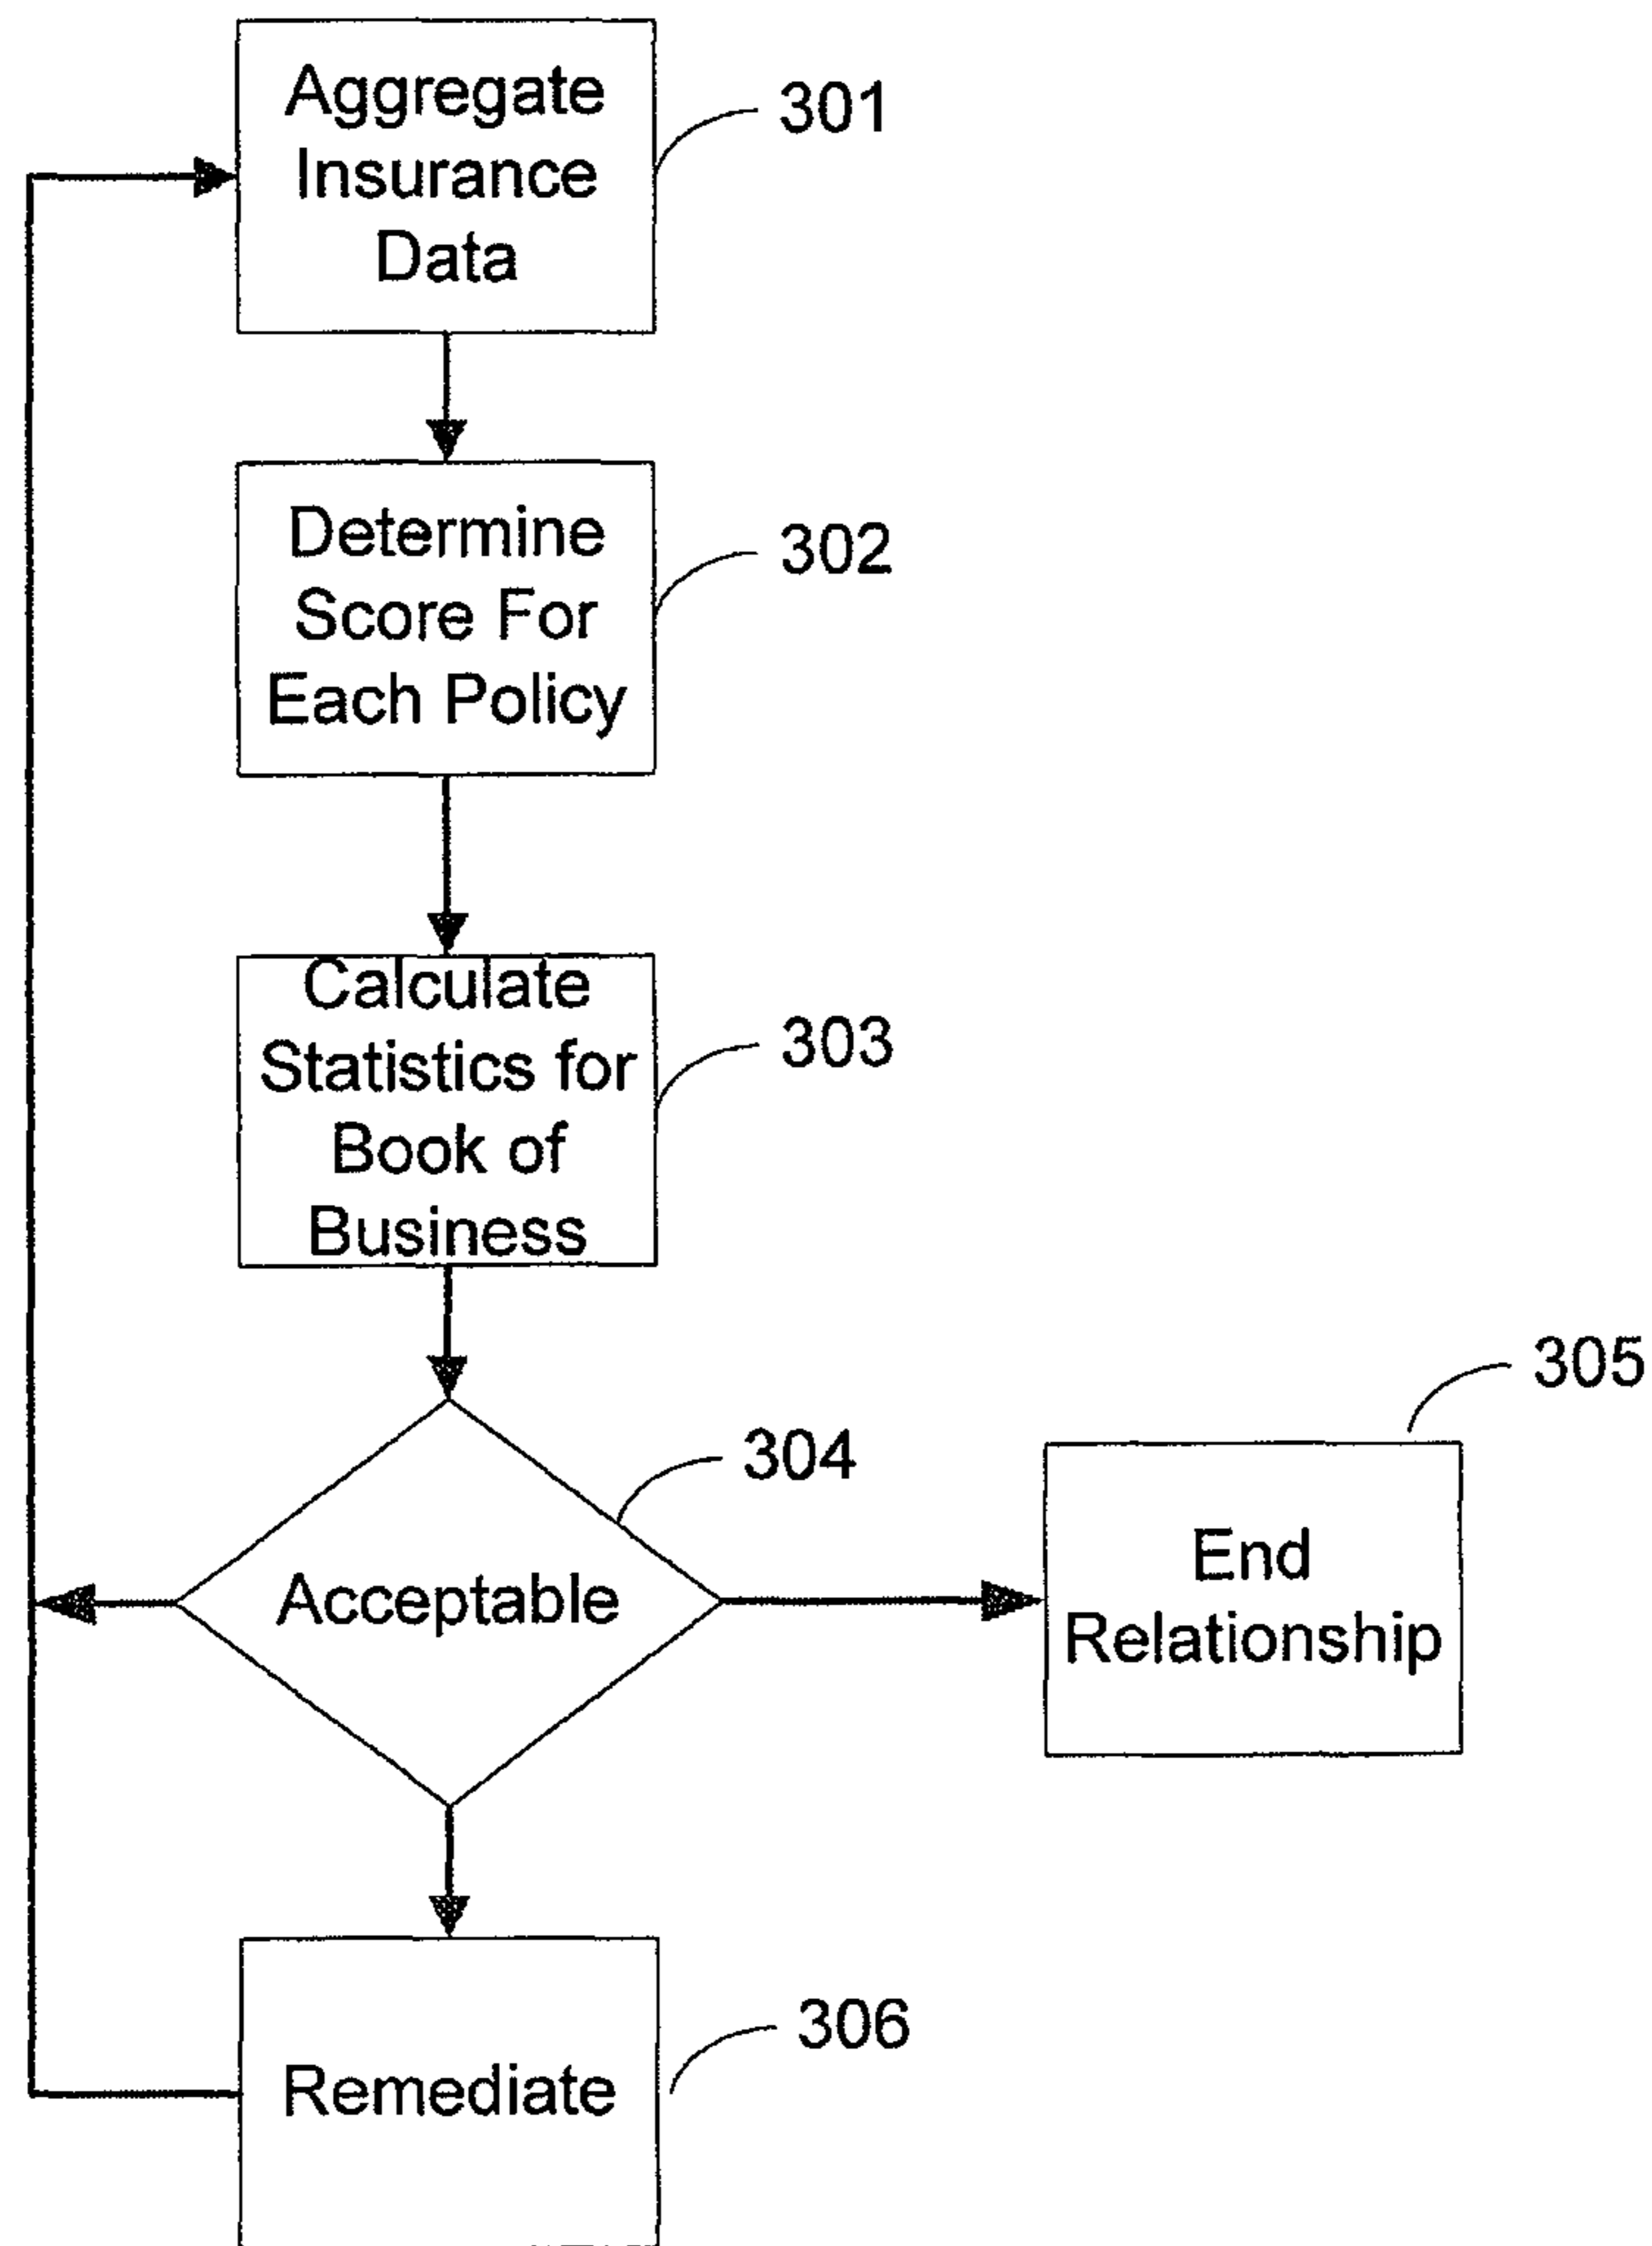 Aggregate
Insurance
Data
301
Determine
Score For
Each Policy
302
Calculate
Statistics for
Book of
Business
303
Acceptable
304
End
Relationship
305
Remediate
306